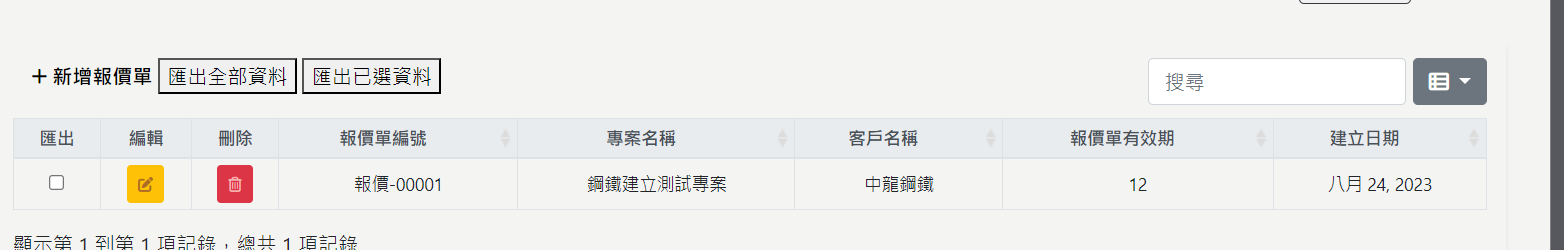 + 新增報價單 匯出全部資料 匯出已選資料 搜尋
匯出 編輯 刪除 報價單編號 專案名稱 客戶名稱 報價單有效期 建立日期
報價-00001 鋼鐵建立測試專案 中龍鋼鐵 12 八月 24, 2023
顯示第 1 到第 1 項記錄，總共 1 項記錄